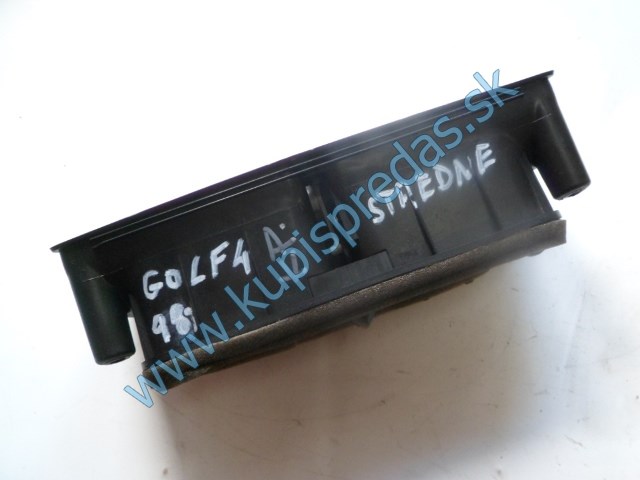 GOLF4 A:
98;
STREDNE
www.kupispredas.sk